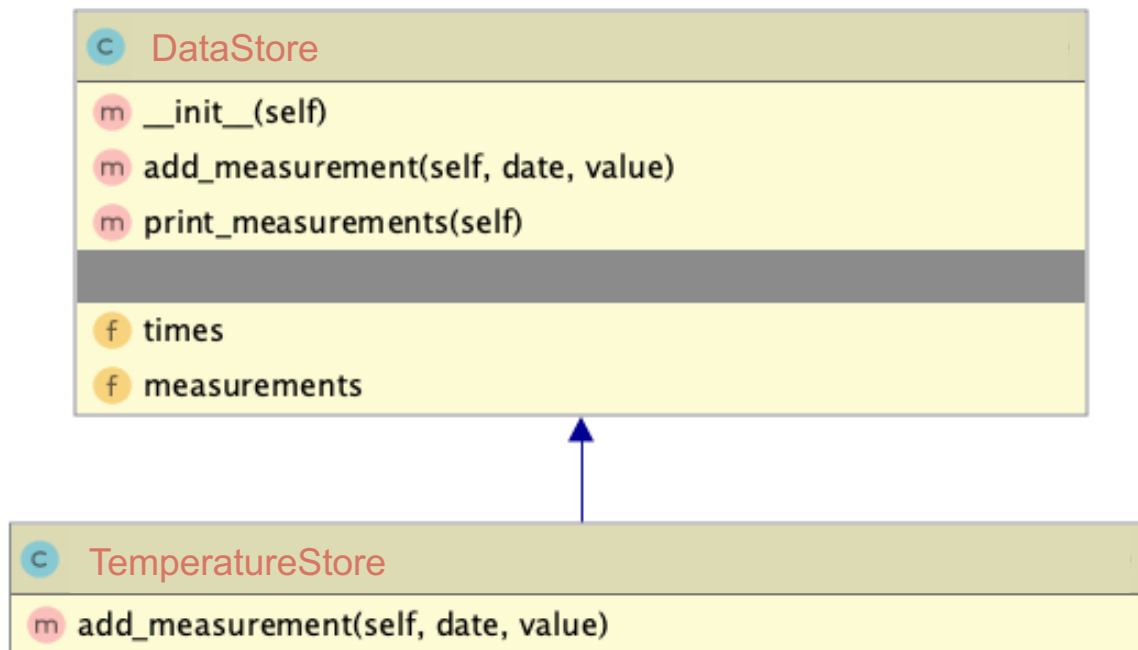 C DataStore
m __init__(self)
m add_measurement(self, date, value)
m print_measurements(self)
f times
f measurements
C TemperatureStore
m add_measurement(self, date, value)